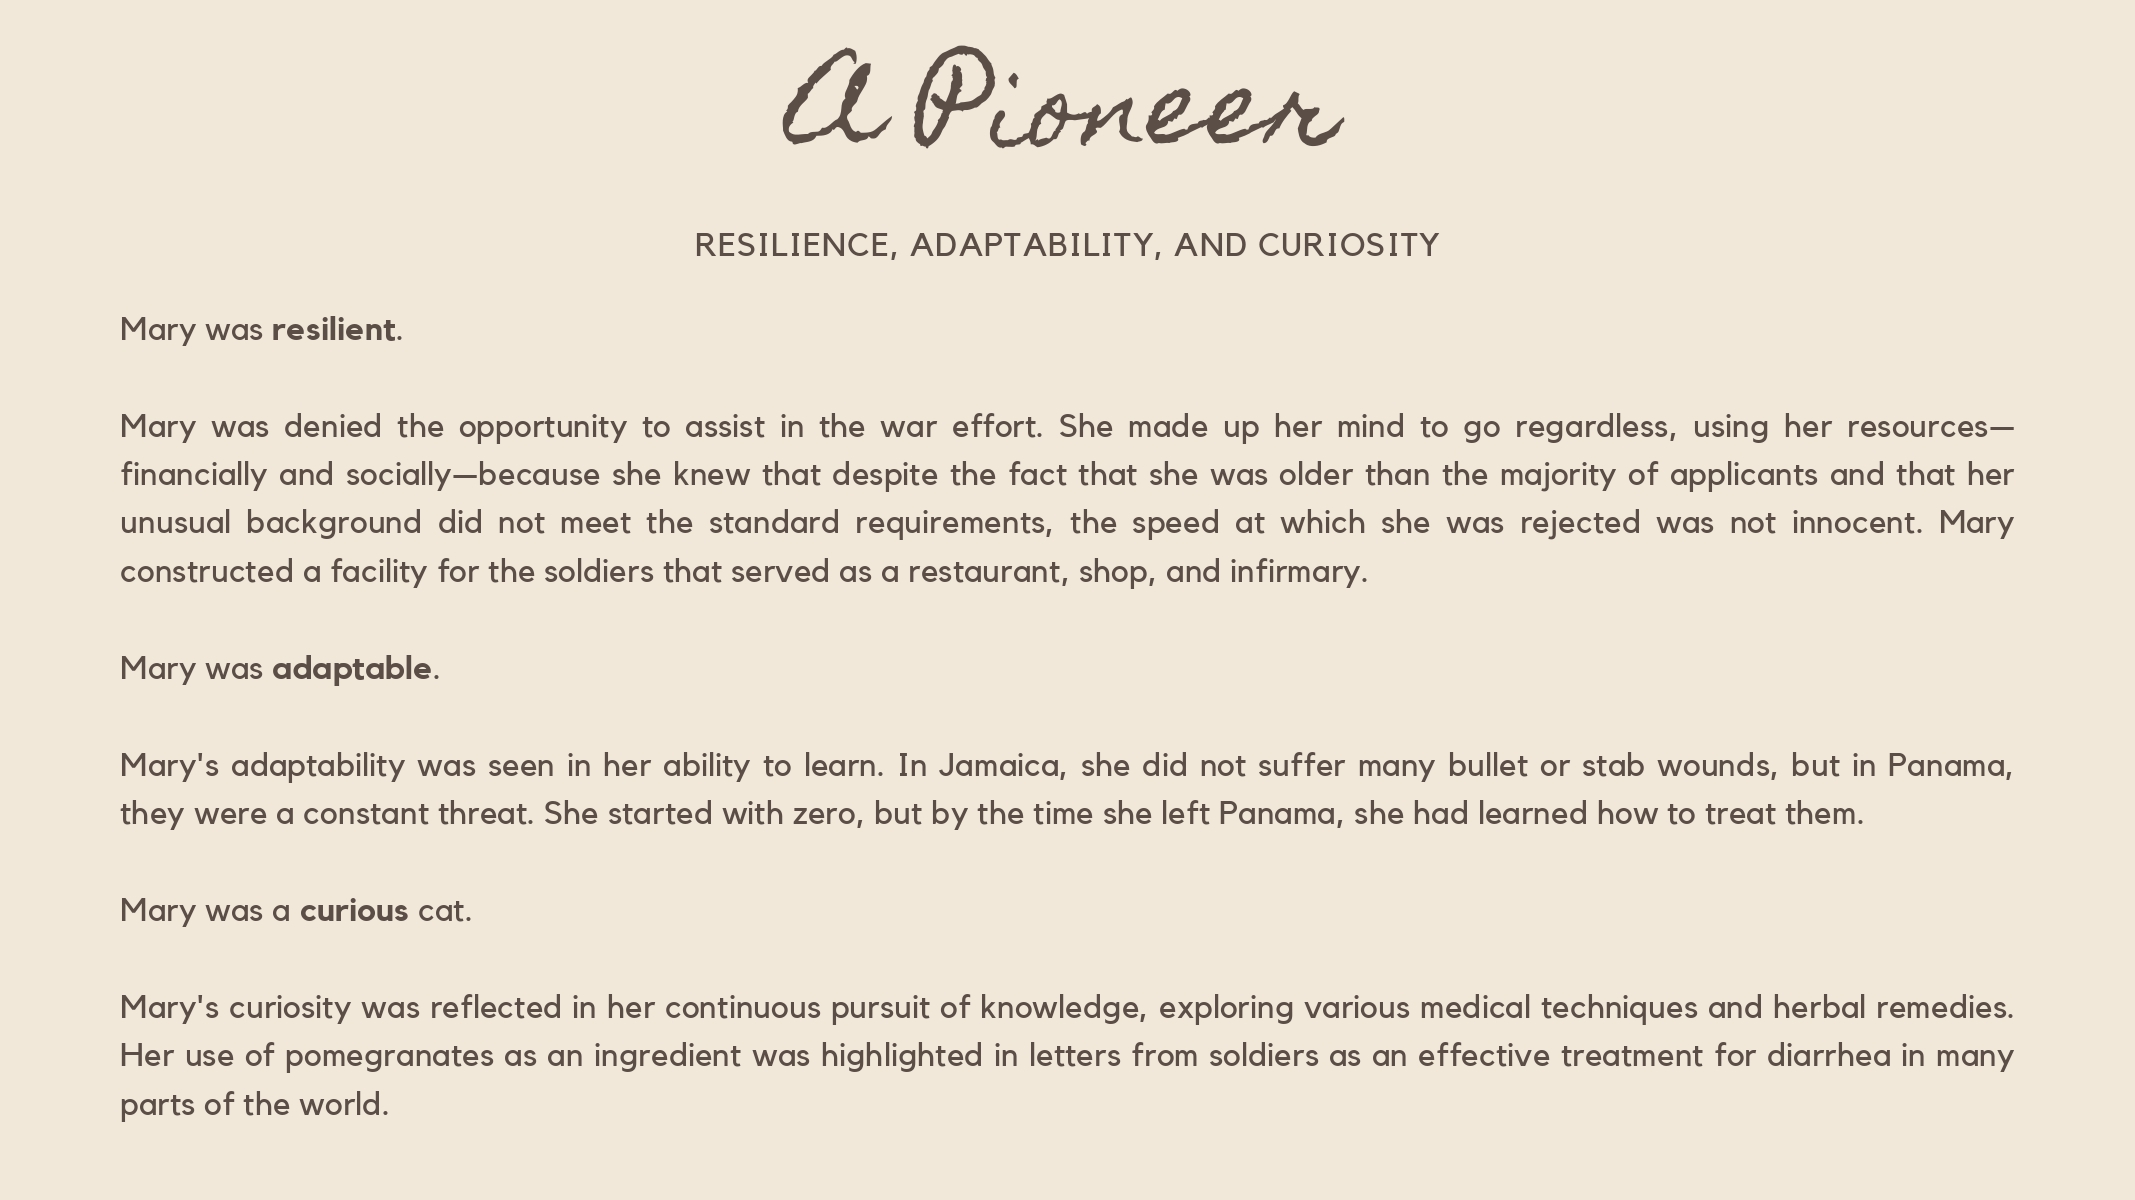 A Pioneer
RESILIENCE, ADAPTABILITY, AND CURIOSITY
Mary was resilient.
Mary was denied the opportunity to assist in the war effort. She made up her mind to go regardless, using her resources—
financially and socially—because she knew that despite the fact that she was older than the majority of applicants and that her
unusual background did not meet the standard requirements, the speed at which she was rejected was not innocent. Mary
constructed a facility for the soldiers that served as a restaurant, shop, and infirmary.
Mary was adaptable.
Mary's adaptability was seen in her ability to learn. In Jamaica, she did not suffer many bullet or stab wounds, but in Panama,
they were a constant threat. She started with zero, but by the time she left Panama, she had learned how to treat them.
Mary was a curious cat.
Mary's curiosity was reflected in her continuous pursuit of knowledge, exploring various medical techniques and herbal remedies.
Her use of pomegranates as an ingredient was highlighted in letters from soldiers as an effective treatment for diarrhea in many
parts of the world.